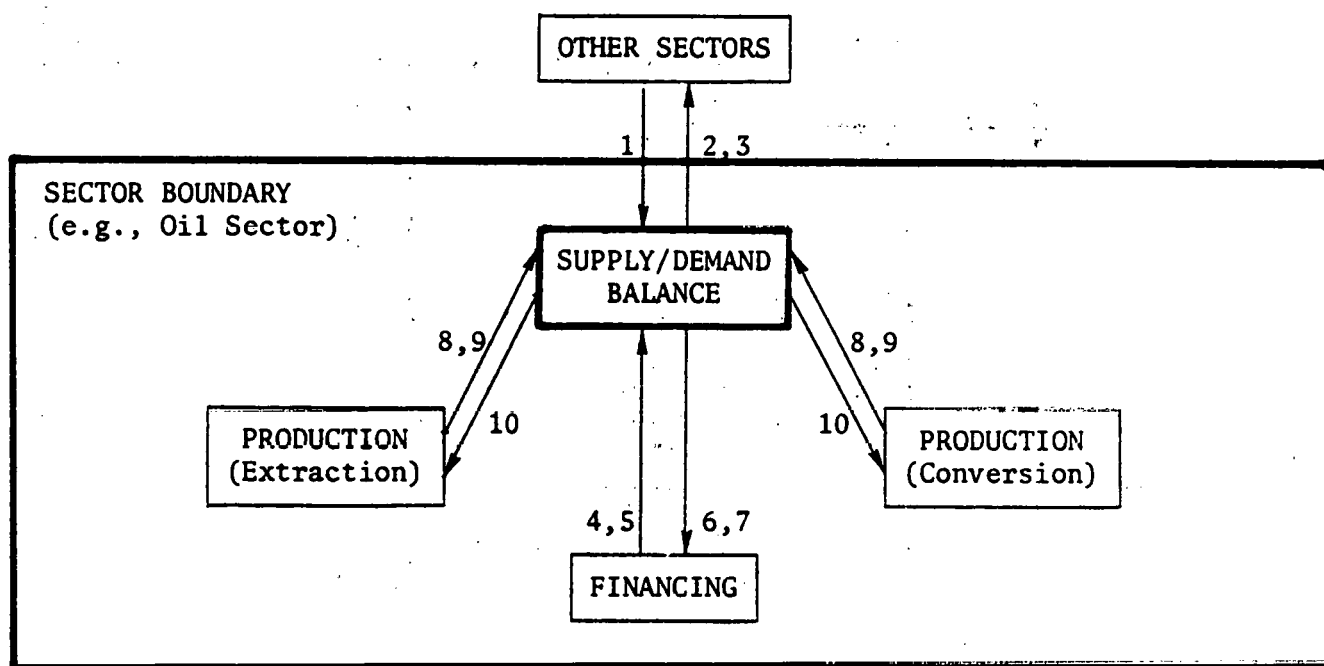 OTHER SECTORS
1
2,3
SECTOR BOUNDARY
(e.g., Oil Sector)
SUPPLY/DEMAND
BALANCE
8,9
8,9
10
10
PRODUCTION
(Extraction)
PRODUCTION
(Conversion)
4,5
6,7
FINANCING